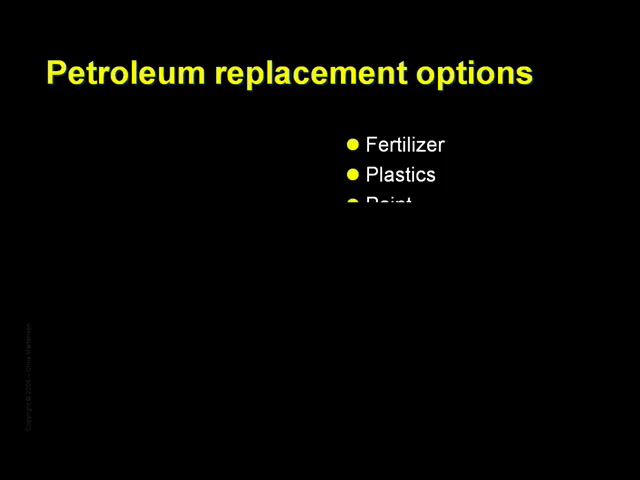 Petroleum replacement options
Fertilizer
Plastics
Paint